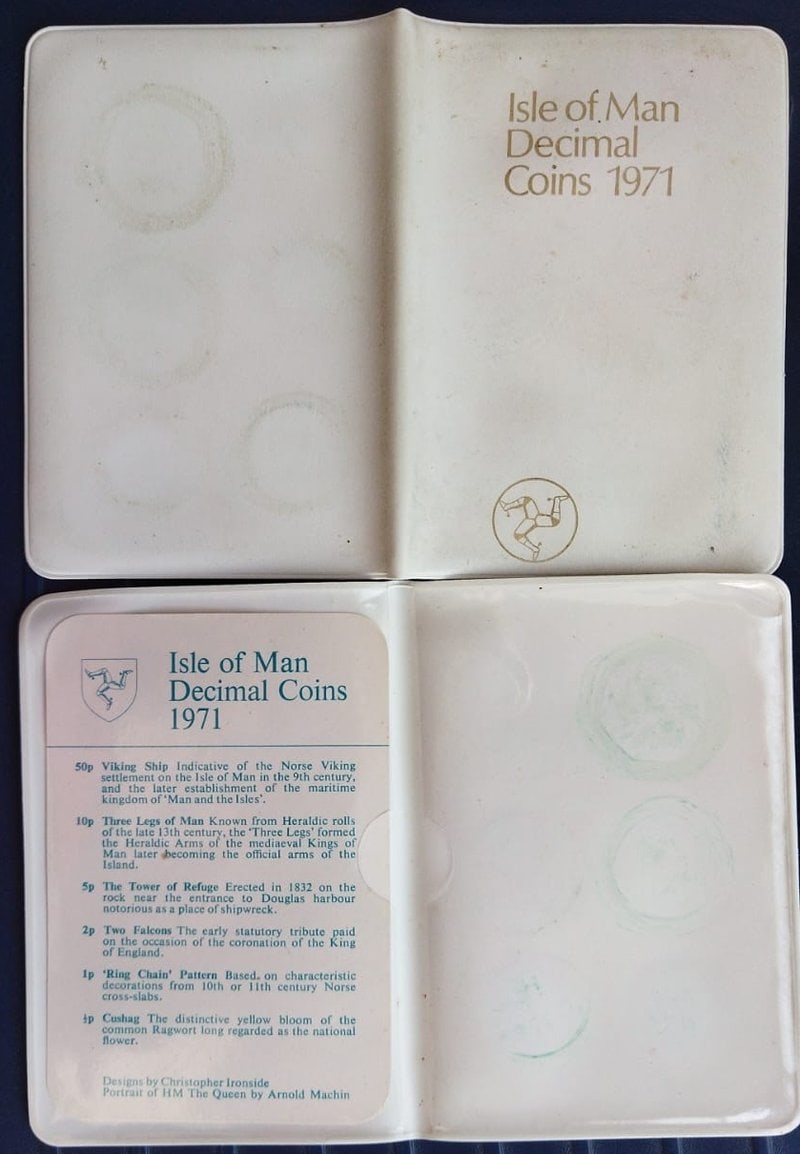 Isle of Man
Decimal
Coins 1971
Isle of Man
Decimal Coins
1971
50p Viking Ship Indicative of the Norse Viking
settlement on the Isle of Man in the 9th century,
and the later establishment of the maritime
kingdom of 'Man and the Isles'.
10p Three Legs of Man Known from Heraldic rolls
of the late 13th century, the 'Three Legs' formed
the Heraldic Arms of the mediaeval Kings of
Man later becoming the official arms of the
Island.
5p The Tower of Refuge Erected in 1832 on the
rock near the entrance to Douglas harbour
notorious as a place of shipwreck.
2p Two Falcons The early statutory tribute paid
on the occasion of the coronation of the King
of England.
1p 'Ring Chain' Pattern Based on characteristic
decorations from 10th or 11th century Norse
cross-slabs.
½p Cushag The distinctive yellow bloom of the
common Ragwort long regarded as the national
flower.
Designs by Christopher Ironside
Portrait of HM The Queen by Arnold Machin